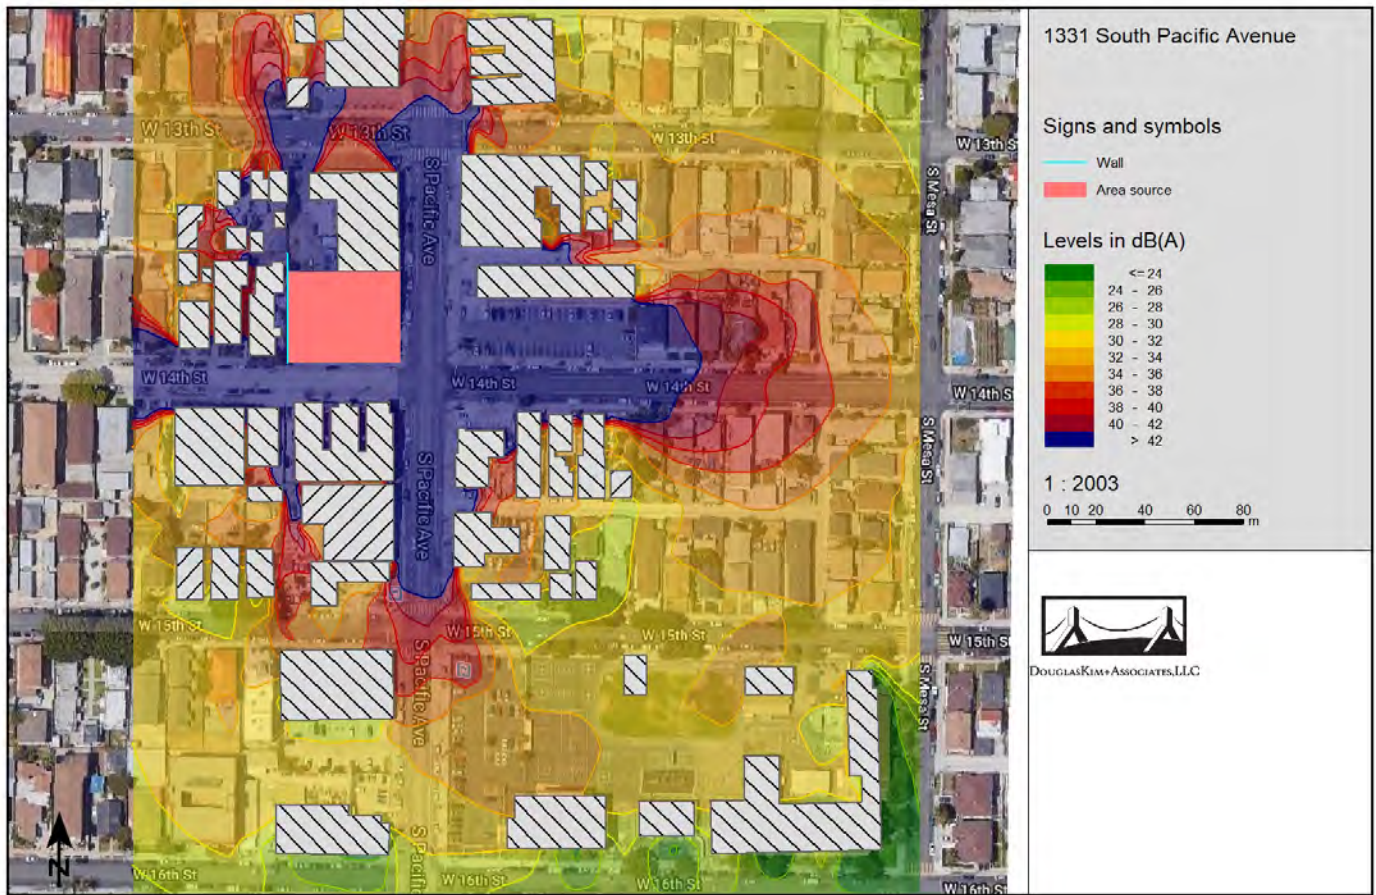 1331 South Pacific Avenue
Signs and symbols
Wall
Area source
Levels in dB(A)
<= 24
24 - 26
26 - 28
28 - 30
30 - 32
32 - 34
34 - 36
36 - 38
38 - 40
40 - 42
> 42
1 : 2003
0 10 20 40 60 80
m
DOUGLASKIM+ASSOCIATES,LLC
W 13th St
W 13th St
W 13th St
W 13th S
S Pacific Ave
S Mesa St
W 14th St
W 14th St
W 14th St
W 14th St
S Pacific Ave
S Mesa St
W 15th St
W 15th St
W 15th St
W 15th S
S Pacific Ave
S Mesa St
S Pacific
W 16th St
W 16th St
W 16th St
W 16th S
N